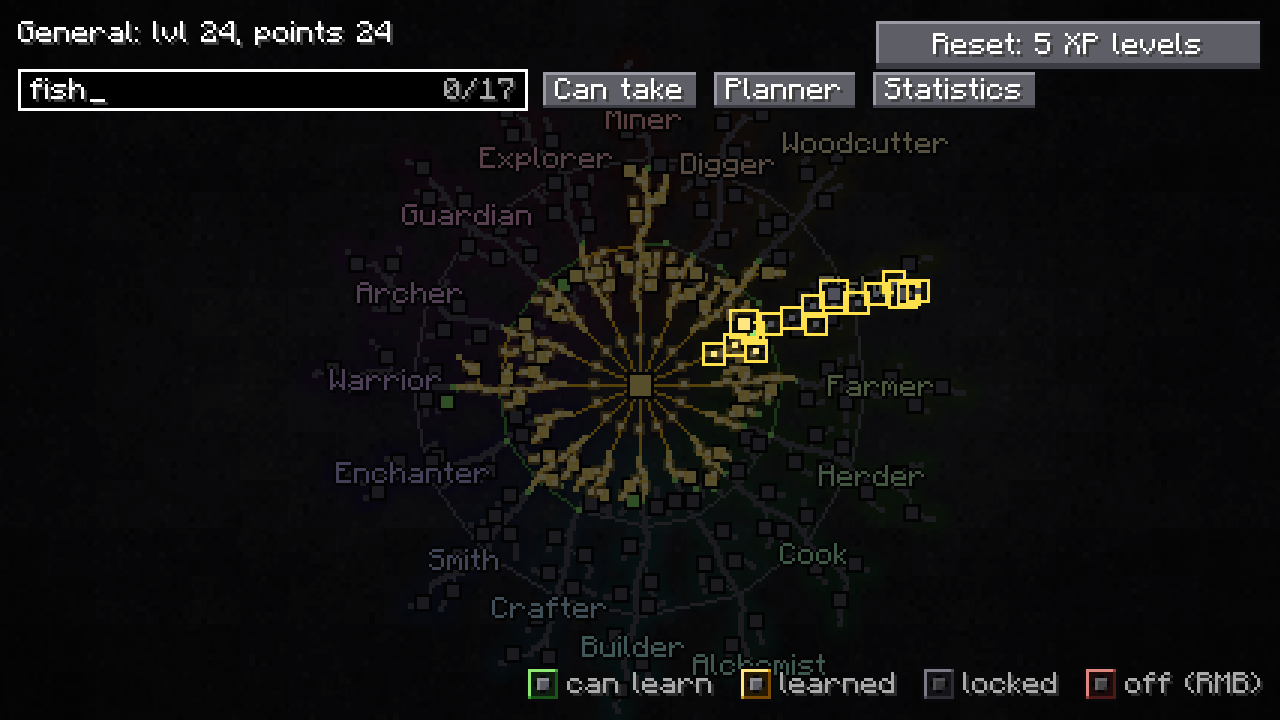 General: lvl 24, points 24
Reset: 5 XP levels
fish_ 0/17
Can take
Planner
Statistics
Miner
Woodcutter
Explorer
Digger
Guardian
Archer
Warrior
Farmer
Enchanter
Herder
Smith
Cook
Crafter
Builder
Alchemist
can learn
learned
locked
off (RMB)